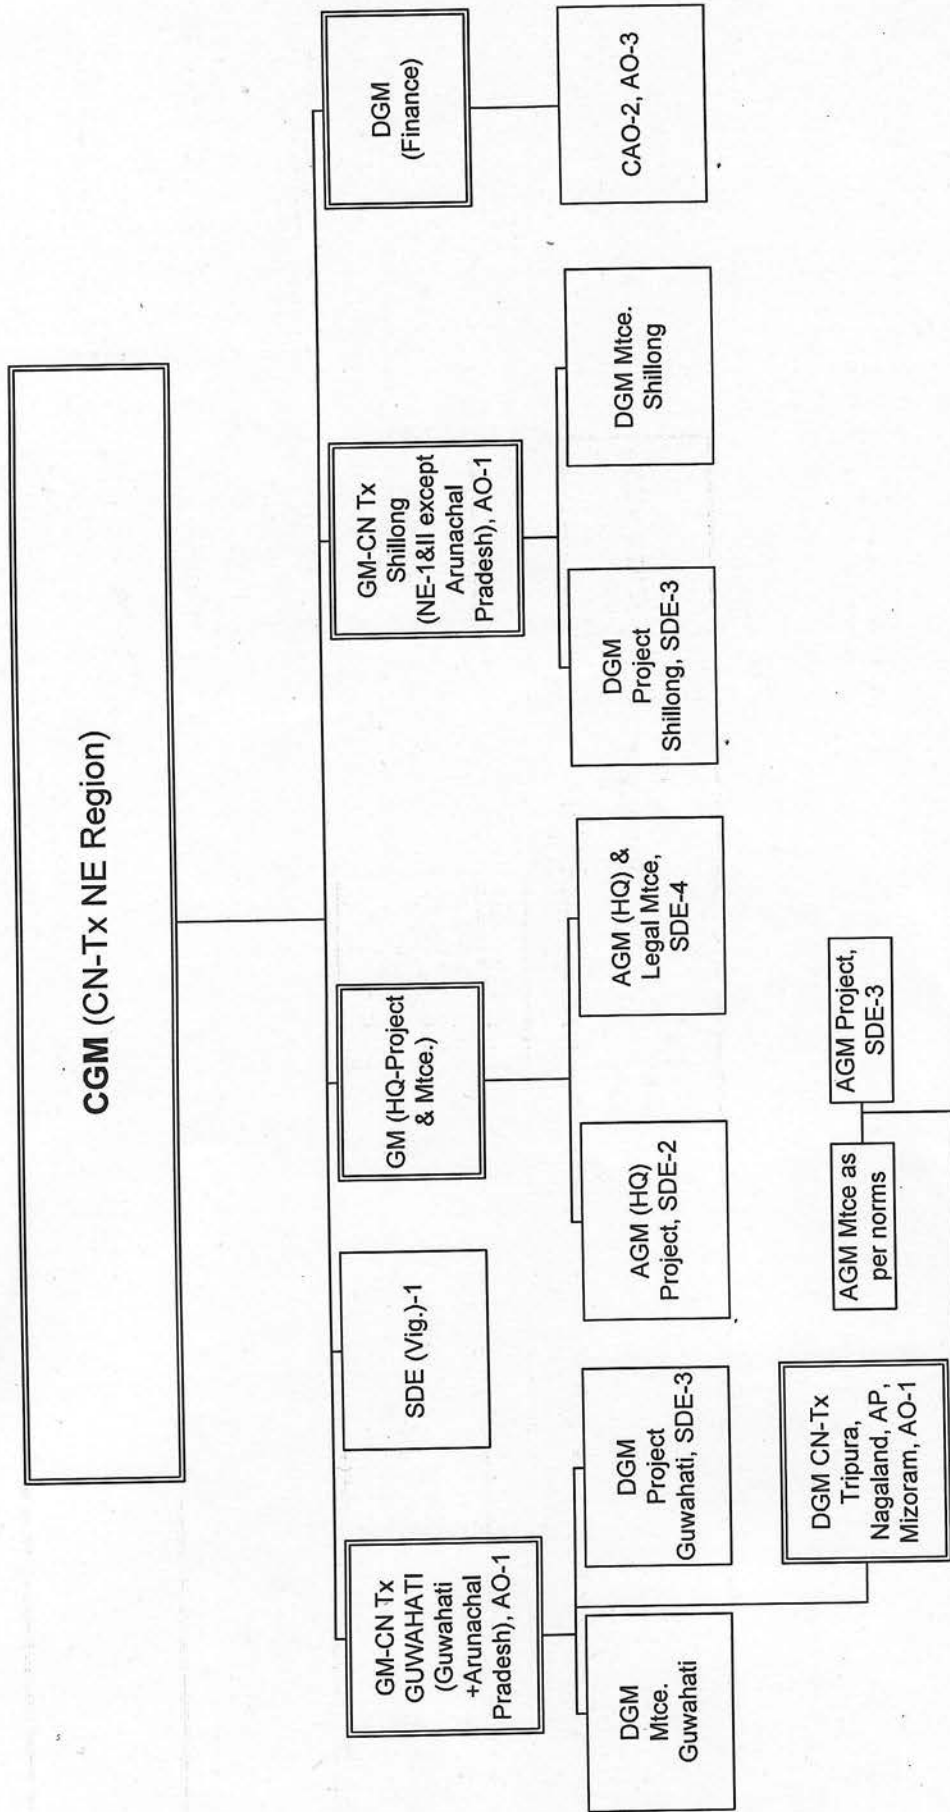 CGM (CN-Tx NE Region)
GM-CN Tx
GUWAHATI
(Guwahati
+Arunachal
Pradesh), AO-1
SDE (Vig.)-1
GM (HQ-Project
& Mtce.)
GM-CN Tx
Shillong
(NE-1&II except
Arunachal
Pradesh), AO-1
DGM
(Finance)
DGM
Mtce.
Guwahati
DGM
Project
Guwahati, SDE-3
AGM (HQ)
Project, SDE-2
AGM (HQ) &
Legal Mtce,
SDE-4
DGM
Project
Shillong, SDE-3
DGM Mtce.
Shillong
CAO-2, AO-3
DGM CN-Tx
Tripura,
Nagaland, AP,
Mizoram, AO-1
AGM Mtce as
per norms
AGM Project,
SDE-3